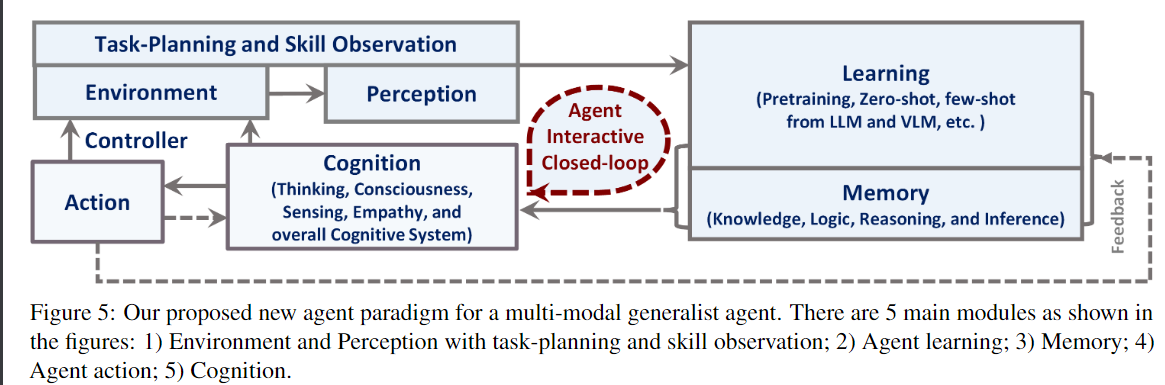 Task-Planning and Skill Observation
Environment
Perception
Controller
Action
Cognition
(Thinking, Consciousness,
Sensing, Empathy, and
overall Cognitive System)
Agent
Interactive
Closed-loop
Learning
(Pretraining, Zero-shot, few-shot
from LLM and VLM, etc. )
Memory
(Knowledge, Logic, Reasoning, and Inference)
Feedback
Figure 5: Our proposed new agent paradigm for a multi-modal generalist agent. There are 5 main modules as shown in
the figures: 1) Environment and Perception with task-planning and skill observation; 2) Agent learning; 3) Memory; 4)
Agent action; 5) Cognition.